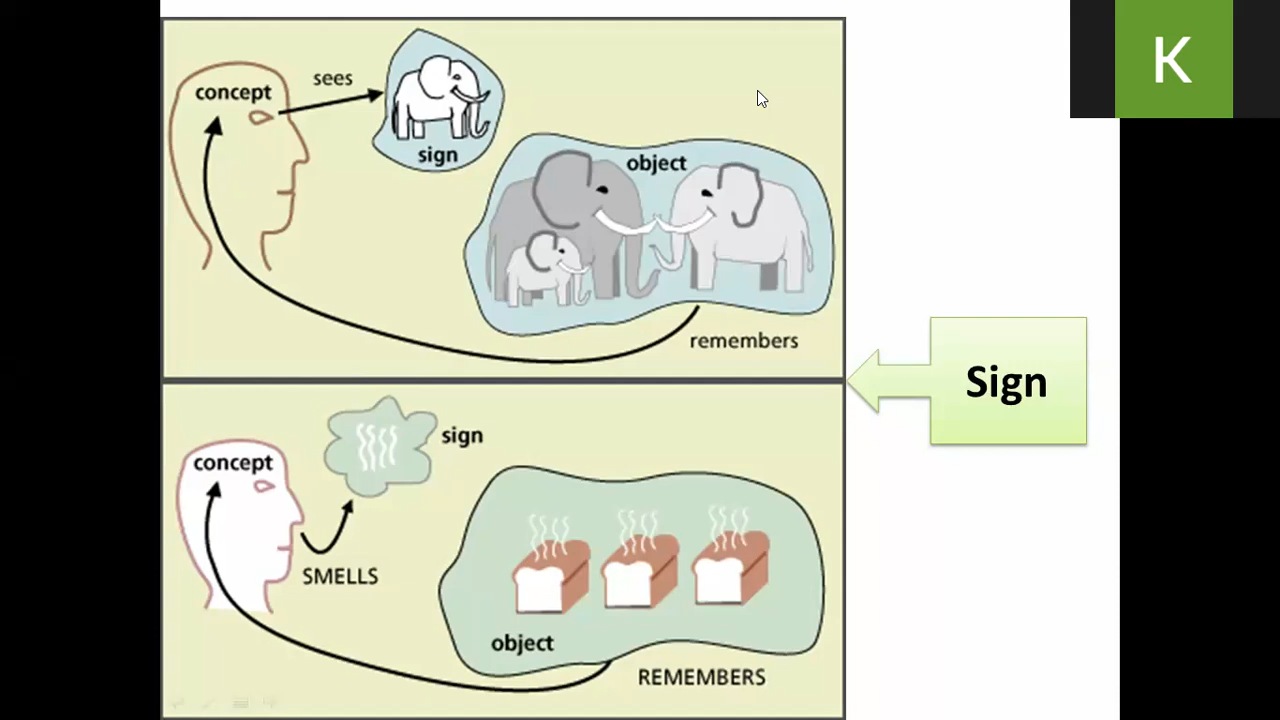 sees
concept
sign
object
remembers
Sign
concept
sign
SMELLS
object
REMEMBERS
K